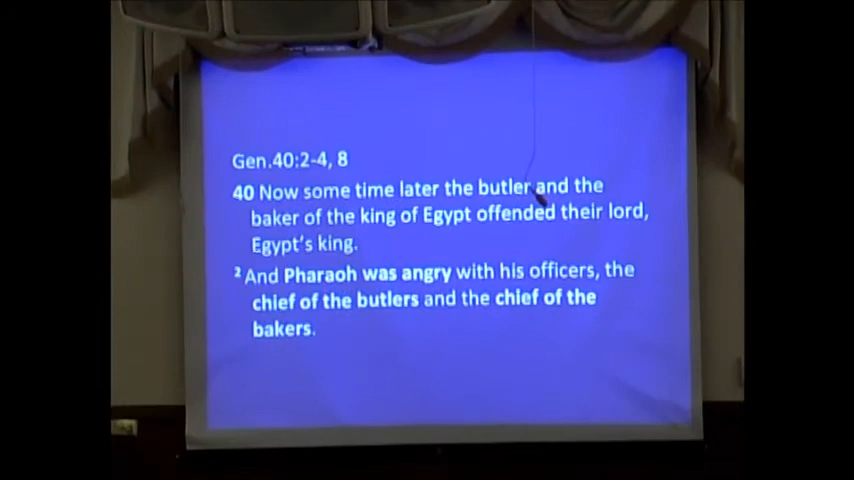 Gen.40:2-4, 8
40 Now some time later the butler and the
baker of the king of Egypt offended their lord,
Egypt's king.
2 And Pharaoh was angry with his officers, the
chief of the butlers and the chief of the
bakers.